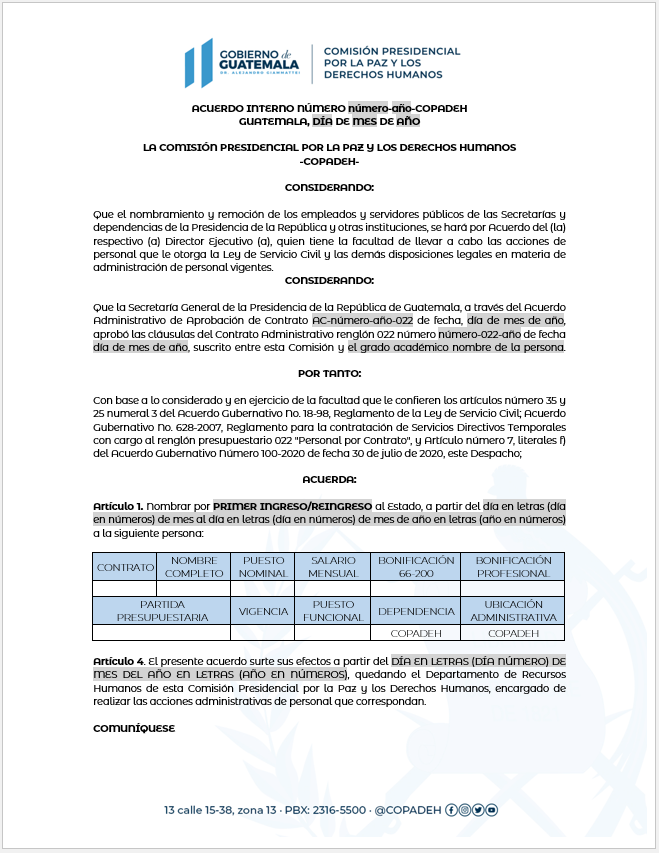 GOBIERNO de
GUATEMALA
DR. ALEJANDRO GIAMMATTEI
COMISIÓN PRESIDENCIAL
POR LA PAZ Y LOS
DERECHOS HUMANOS
ACUERDO INTERNO NÚMERO número-año-COPADEH
GUATEMALA, DÍA DE MES DE AÑO
LA COMISIÓN PRESIDENCIAL POR LA PAZ Y LOS DERECHOS HUMANOS
-COPADEH-
CONSIDERANDO:
Que el nombramiento y remoción de los empleados y servidores públicos de las Secretarías y
dependencias de la Presidencia de la República y otras instituciones, se hará por Acuerdo del (la)
respectivo (a) Director Ejecutivo (a), quien tiene la facultad de llevar a cabo las acciones de
personal que le otorga la Ley de Servicio Civil y las demás disposiciones legales en materia de
administración de personal vigentes.
CONSIDERANDO:
Que la Secretaría General de la Presidencia de la República de Guatemala, a través del Acuerdo
Administrativo de Aprobación de Contrato AC-número-año-022 de fecha, día de mes de año,
aprobó las cláusulas del Contrato Administrativo renglón 022 número número-022-año de fecha
día de mes de año, suscrito entre esta Comisión y el grado académico nombre de la persona.
POR TANTO:
Con base a lo considerado y en ejercicio de la facultad que le confieren los artículos número 35 y
25 numeral 3 del Acuerdo Gubernativo No. 18-98, Reglamento de la Ley de Servicio Civil; Acuerdo
Gubernativo No. 628-2007, Reglamento para la contratación de Servicios Directivos Temporales
con cargo al renglón presupuestario 022 "Personal por Contrato", y Artículo número 7, literales f)
del Acuerdo Gubernativo Número 100-2020 de fecha 30 de julio de 2020, este Despacho;
ACUERDA:
Artículo 1. Nombrar por PRIMER INGRESO/REINGRESO al Estado, a partir del día en letras (día
en números) de mes al día en letras (día en números) de mes de año en letras (año en números)
a la siguiente persona:
CONTRATO NOMBRE COMPLETO PUESTO NOMINAL SALARIO MENSUAL BONIFICACIÓN 66-200 BONIFICACIÓN PROFESIONAL
PARTIDA PRESUPUESTARIA VIGENCIA PUESTO FUNCIONAL DEPENDENCIA UBICACIÓN ADMINISTRATIVA
COPADEH COPADEH
Artículo 4. El presente acuerdo surte sus efectos a partir del DÍA EN LETRAS (DÍA NÚMERO) DE
MES DEL AÑO EN LETRAS (AÑO EN NÚMEROS), quedando el Departamento de Recursos
Humanos de esta Comisión Presidencial por la Paz y los Derechos Humanos, encargado de
realizar las acciones administrativas de personal que correspondan.
COMUNÍQUESE
13 calle 15-38, zona 13 · PBX: 2316-5500 · @COPADEH